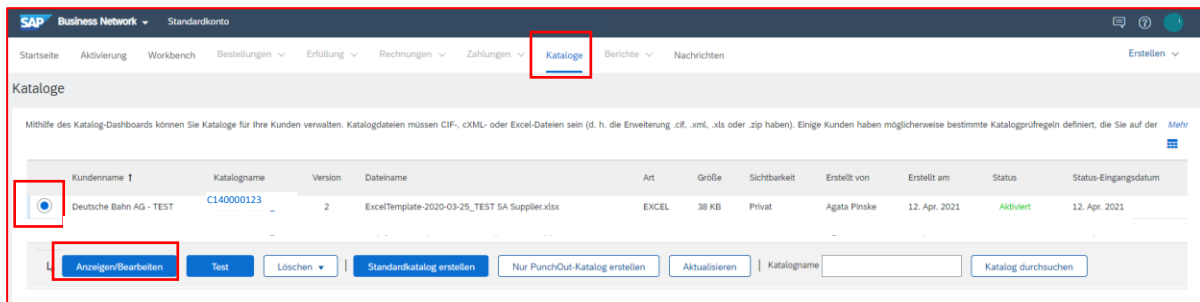 SAP Business Network Standardkonto
Startseite Aktivierung Workbench Bestellungen Erfüllung Rechnungen Zahlungen Kataloge Berichte Nachrichten Erstellen
Kataloge
Mithilfe des Katalog-Dashboards können Sie Kataloge für Ihre Kunden verwalten. Katalogdateien müssen CIF-, cXML- oder Excel-Dateien sein (d. h. die Erweiterung .cif, .xml, .xls oder .zip haben). Einige Kunden haben möglicherweise bestimmte Katalogprüfregeln definiert, die Sie auf der Mehr
Kundenname ↑ Katalogname Version Dateiname Art Größe Sichtbarkeit Erstellt von Erstellt am Status Status-Eingangsdatum
Deutsche Bahn AG - TEST C140000123 2 ExcelTemplate-2020-03-25_TEST SA Supplier.xlsx EXCEL 38 KB Privat Agata Pinske 12. Apr. 2021 Aktiviert 12. Apr. 2021
Anzeigen/Bearbeiten Test Löschen Standardkatalog erstellen Nur PunchOut-Katalog erstellen Aktualisieren Katalogname Katalog durchsuchen